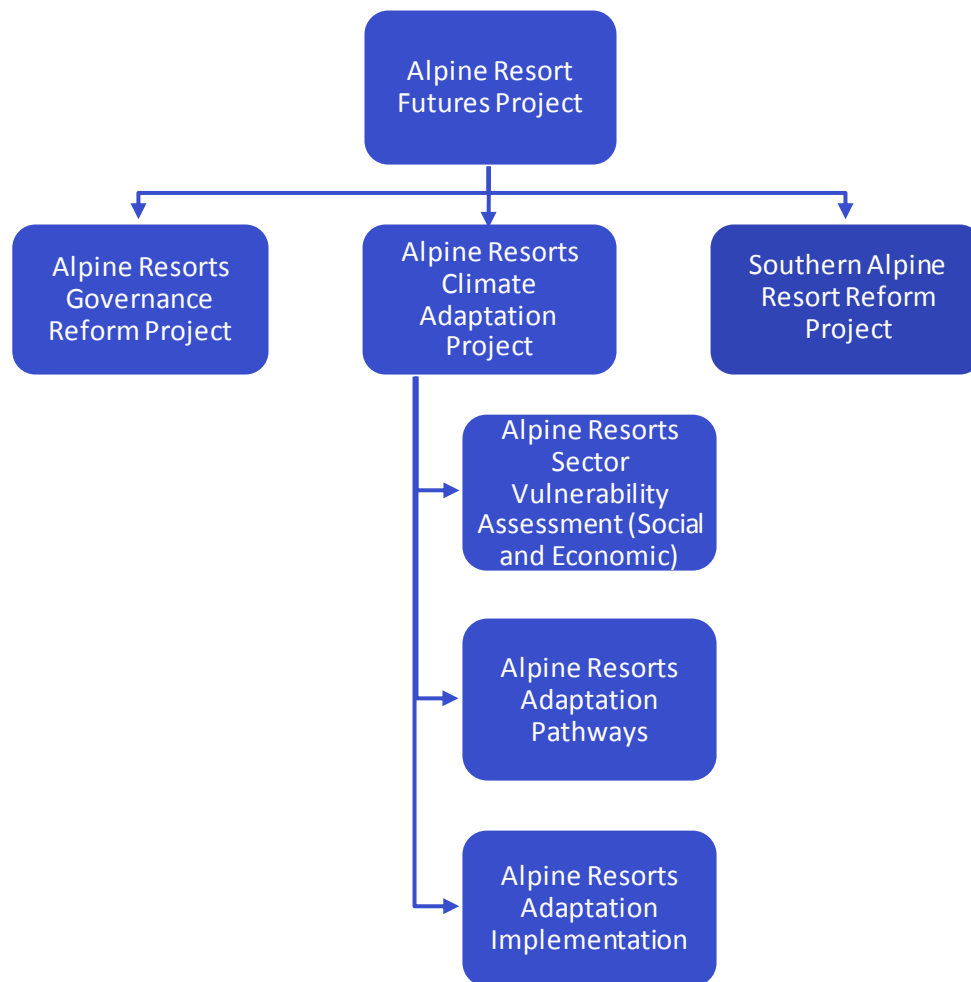 Alpine Resort
Futures Project
Alpine Resorts
Governance
Reform Project
Alpine Resorts
Climate
Adaptation
Project
Southern Alpine
Resort Reform
Project
Alpine Resorts
Sector
Vulnerability
Assessment (Social
and Economic)
Alpine Resorts
Adaptation
Pathways
Alpine Resorts
Adaptation
Implementation